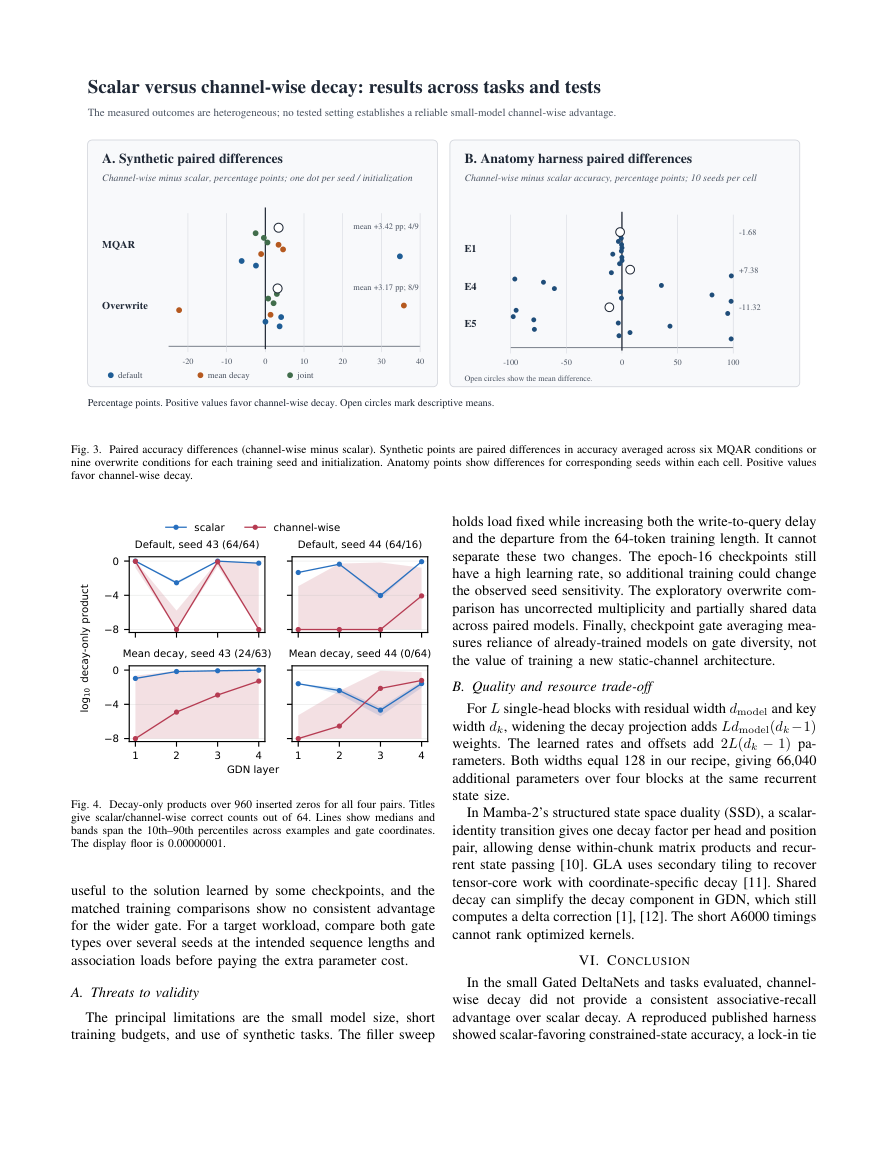 Scalar versus channel-wise decay: results across tasks and tests
The measured outcomes are heterogeneous; no tested setting establishes a reliable small-model channel-wise advantage.
A. Synthetic paired differences
Channel-wise minus scalar, percentage points; one dot per seed / initialization
MQAR
mean +3.42 pp; 4/9
Overwrite
mean +3.17 pp; 8/9
-20 -10 0 10 20 30 40
default mean decay joint
B. Anatomy harness paired differences
Channel-wise minus scalar accuracy, percentage points; 10 seeds per cell
E1
-1.68
E4
+7.38
E5
-11.32
-100 -50 0 50 100
Open circles show the mean difference.
Percentage points. Positive values favor channel-wise decay. Open circles mark descriptive means.
Fig. 3. Paired accuracy differences (channel-wise minus scalar). Synthetic points are paired differences in accuracy averaged across six MQAR conditions or
nine overwrite conditions for each training seed and initialization. Anatomy points show differences for corresponding seeds within each cell. Positive values
favor channel-wise decay.
scalar channel-wise
Default, seed 43 (64/64) Default, seed 44 (64/16)
0
−4
−8
Mean decay, seed 43 (24/63) Mean decay, seed 44 (0/64)
0
−4
−8
1 2 3 4 1 2 3 4
GDN layer
log10 decay-only product
Fig. 4. Decay-only products over 960 inserted zeros for all four pairs. Titles
give scalar/channel-wise correct counts out of 64. Lines show medians and
bands span the 10th–90th percentiles across examples and gate coordinates.
The display floor is 0.00000001.
useful to the solution learned by some checkpoints, and the
matched training comparisons show no consistent advantage
for the wider gate. For a target workload, compare both gate
types over several seeds at the intended sequence lengths and
association loads before paying the extra parameter cost.
A. Threats to validity
The principal limitations are the small model size, short
training budgets, and use of synthetic tasks. The filler sweep
holds load fixed while increasing both the write-to-query delay
and the departure from the 64-token training length. It cannot
separate these two changes. The epoch-16 checkpoints still
have a high learning rate, so additional training could change
the observed seed sensitivity. The exploratory overwrite com-
parison has uncorrected multiplicity and partially shared data
across paired models. Finally, checkpoint gate averaging mea-
sures reliance of already-trained models on gate diversity, not
the value of training a new static-channel architecture.
B. Quality and resource trade-off
For L single-head blocks with residual width d_model and key
width d_k, widening the decay projection adds Ld_model(d_k−1)
weights. The learned rates and offsets add 2L(d_k − 1) pa-
rameters. Both widths equal 128 in our recipe, giving 66,040
additional parameters over four blocks at the same recurrent
state size.
In Mamba-2’s structured state space duality (SSD), a scalar-
identity transition gives one decay factor per head and position
pair, allowing dense within-chunk matrix products and recur-
rent state passing [10]. GLA uses secondary tiling to recover
tensor-core work with coordinate-specific decay [11]. Shared
decay can simplify the decay component in GDN, which still
computes a delta correction [1], [12]. The short A6000 timings
cannot rank optimized kernels.
VI. CONCLUSION
In the small Gated DeltaNets and tasks evaluated, channel-
wise decay did not provide a consistent associative-recall
advantage over scalar decay. A reproduced published harness
showed scalar-favoring constrained-state accuracy, a lock-in tie